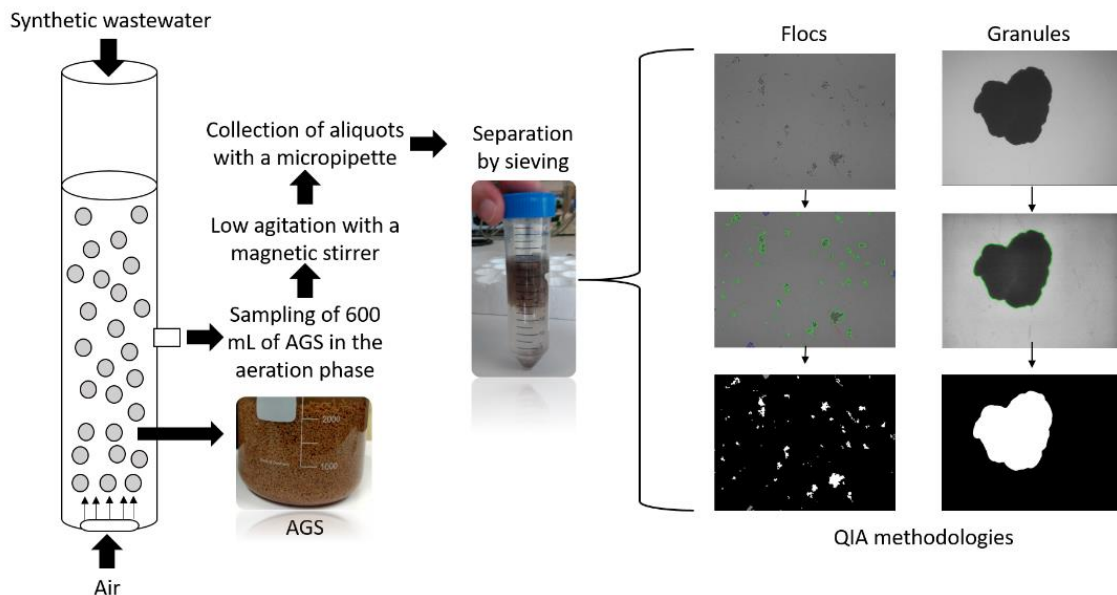 Synthetic wastewater
Air
Collection of aliquots
with a micropipette
Low agitation with a
magnetic stirrer
Sampling of 600
mL of AGS in the
aeration phase
2000
1600
AGS
Separation
by sieving
Flocs
Granules
QIA methodologies